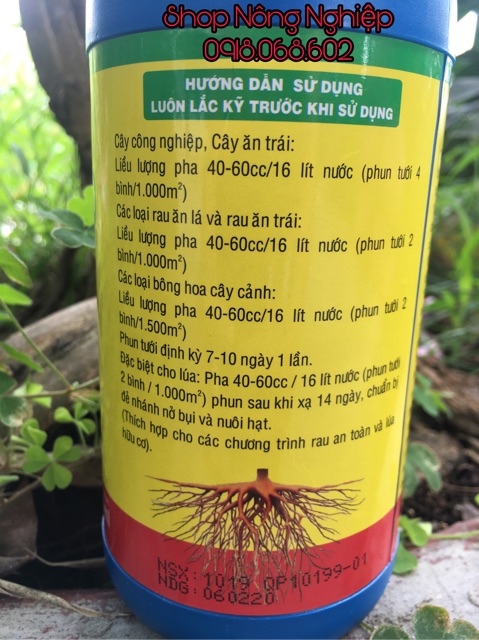 Shop Nông Nghiệp
0918.068.602
HƯỚNG DẪN SỬ DỤNG
LUÔN LẮC KỸ TRƯỚC KHI SỬ DỤNG
Cây công nghiệp, Cây ăn trái:
Liều lượng pha 40-60cc/16 lít nước (phun tưới 4
bình/1.000m²)
Các loại rau ăn lá và rau ăn trái:
Liều lượng pha 40-60cc/16 lít nước (phun tưới 2
bình/1.000m²)
Các loại bông hoa cây cảnh:
Liều lượng pha 40-60cc/16 lít nước (phun tưới 2
bình/1.500m²)
Phun tưới định kỳ 7-10 ngày 1 lần.
Đặc biệt cho lúa: Pha 40-60cc / 16 lít nước (phun tưới
2 bình / 1.000m²) phun sau khi xạ 14 ngày, chuẩn bị
đẻ nhánh nở bụi và nuôi hạt.
(Thích hợp cho các chương trình rau an toàn và lúa
hữu cơ).
NSX: 1019 QP10199-01
NDG: 060220